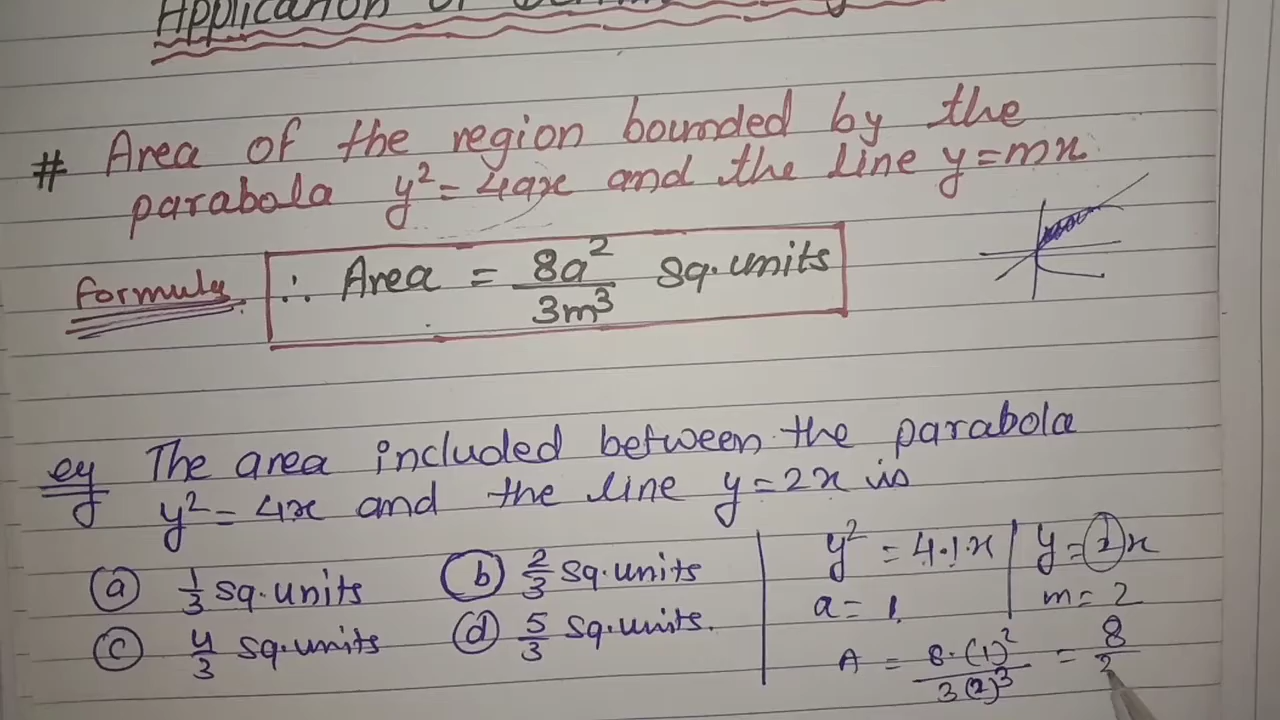 Application of
# Area of the region bounded by the
parabola y² = 4ax and the line y=mx
Formula
∴ Area = 8a²/3m³ sq.units
eg The area included between the parabola
y² = 4x and the line y=2x is
(a) 1/3 sq.units (b) 2/3 sq.units
(c) 4/3 sq.units (d) 5/3 sq.units.
y² = 4.1.x | y=2x
a = 1. m= 2
A = 8.(1)²/3(2)³ = 8/